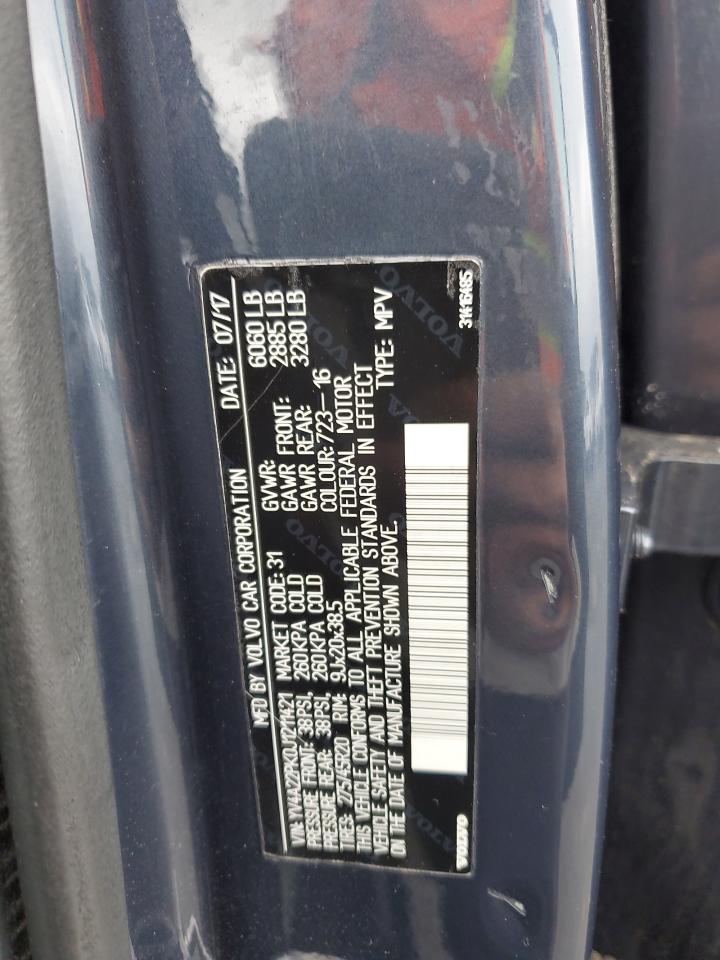 MFD BY VOLVO CAR CORPORATION DATE: 07/17
MARKET CODE: 31 GVWR: 6060 LB
PRESSURE FRONT: 38PSI, 260KPA COLD GAWR FRONT: 2885 LB
PRESSURE REAR: 38PSI, 260KPA COLD GAWR REAR: 3280 LB
TIRES: 275/45R20 RIM: 9Jx20x38.5 COLOUR: 723-16
THIS VEHICLE CONFORMS TO ALL APPLICABLE FEDERAL MOTOR
VEHICLE SAFETY AND THEFT PREVENTION STANDARDS IN EFFECT
ON THE DATE OF MANUFACTURE SHOWN ABOVE. TYPE: MPV
VOLVO 31416485